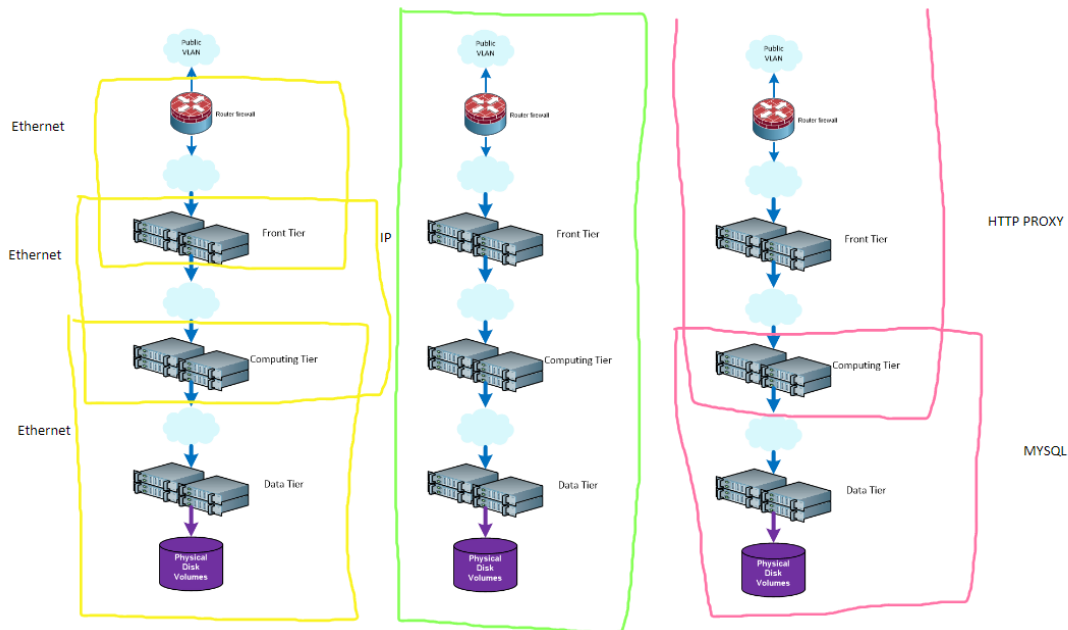 Public
VLAN
Router firewall
Ethernet
Front Tier
Ethernet
Computing Tier
Ethernet
Data Tier
Physical
Disk
Volumes
IP
Public
VLAN
Router firewall
Front Tier
Computing Tier
Data Tier
Physical
Disk
Volumes
Public
VLAN
Router firewall
HTTP PROXY
Front Tier
Computing Tier
MYSQL
Data Tier
Physical
Disk
Volumes